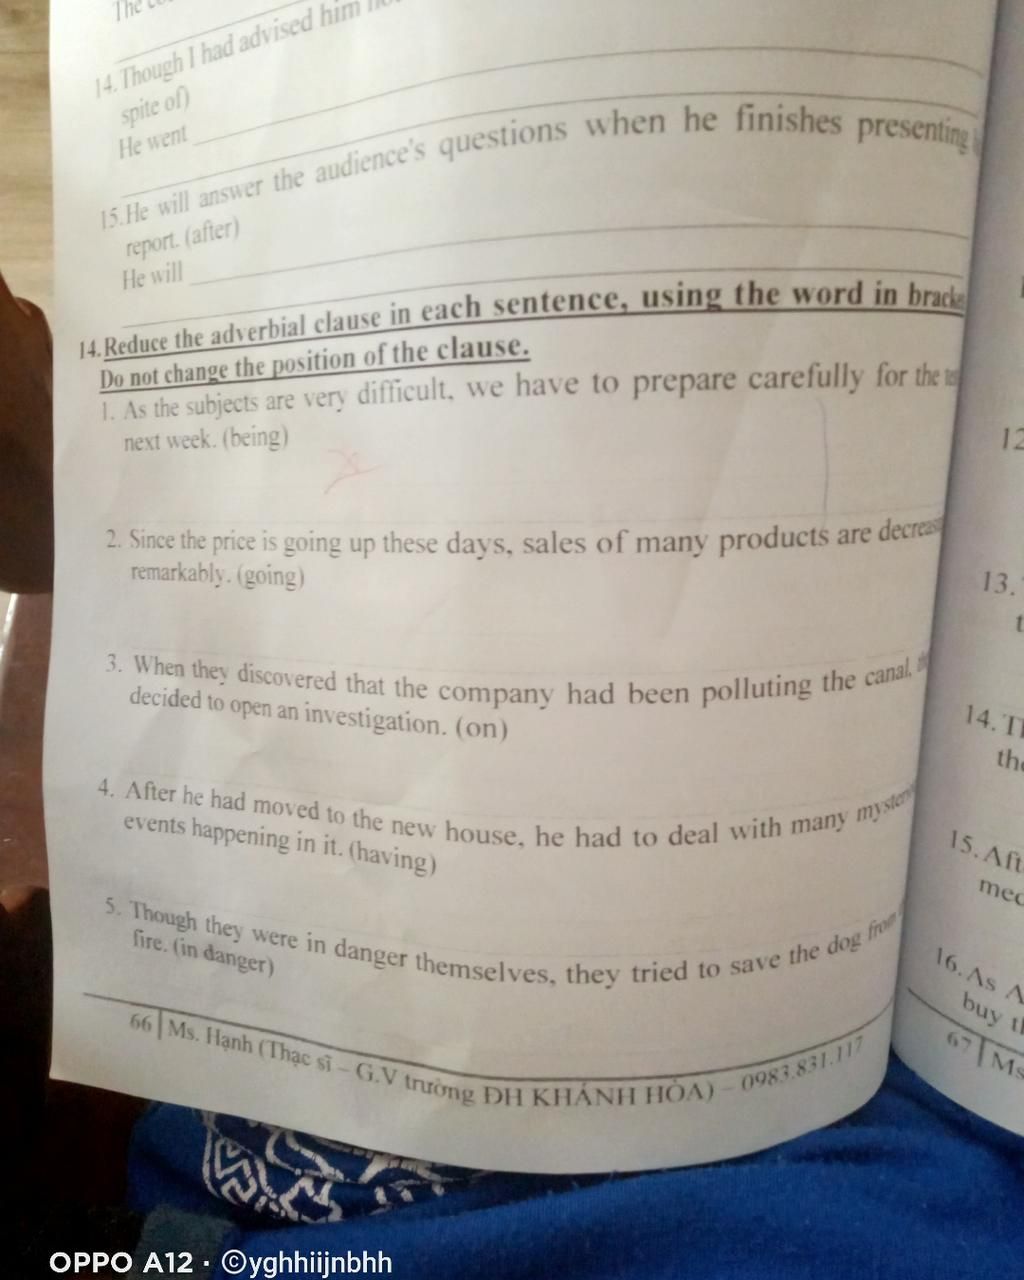 The
14. Though I had advised him
spite of)
He went
15.He will answer the audience's questions when he finishes presenting
report. (after)
He will
14.Reduce the adverbial clause in each sentence, using the word in
Do not change the position of the clause.
1. As the subjects are very difficult, we have to prepare carefully for the
next week. (being)
2. Since the price is going up these days, sales of many products are
remarkably. (going)
3. When they discovered that the company had been polluting the canal,
decided to open an investigation. (on)
4. After he had moved to the new house, he had to deal with many
events happening in it. (having)
5. Though they were in danger themselves, they tried to save the dog from
fire. (in danger)
66 | Ms. Hạnh (Thạc sĩ – G.V trường ĐH KHÁNH HÒA) – 0983.831.117
12
13.
14.
15.
16. As
buy
67 | Ms
OPPO A12 · ©yghhiijnbhh